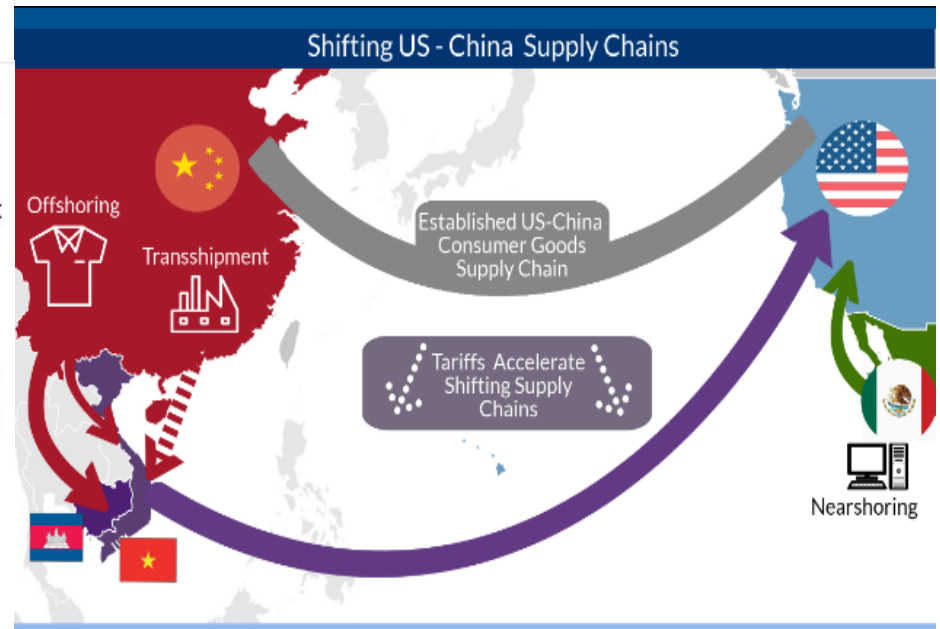 Shifting US - China Supply Chains
Offshoring
Transshipment
Established US-China
Consumer Goods
Supply Chain
Tariffs Accelerate
Shifting Supply
Chains
Nearshoring